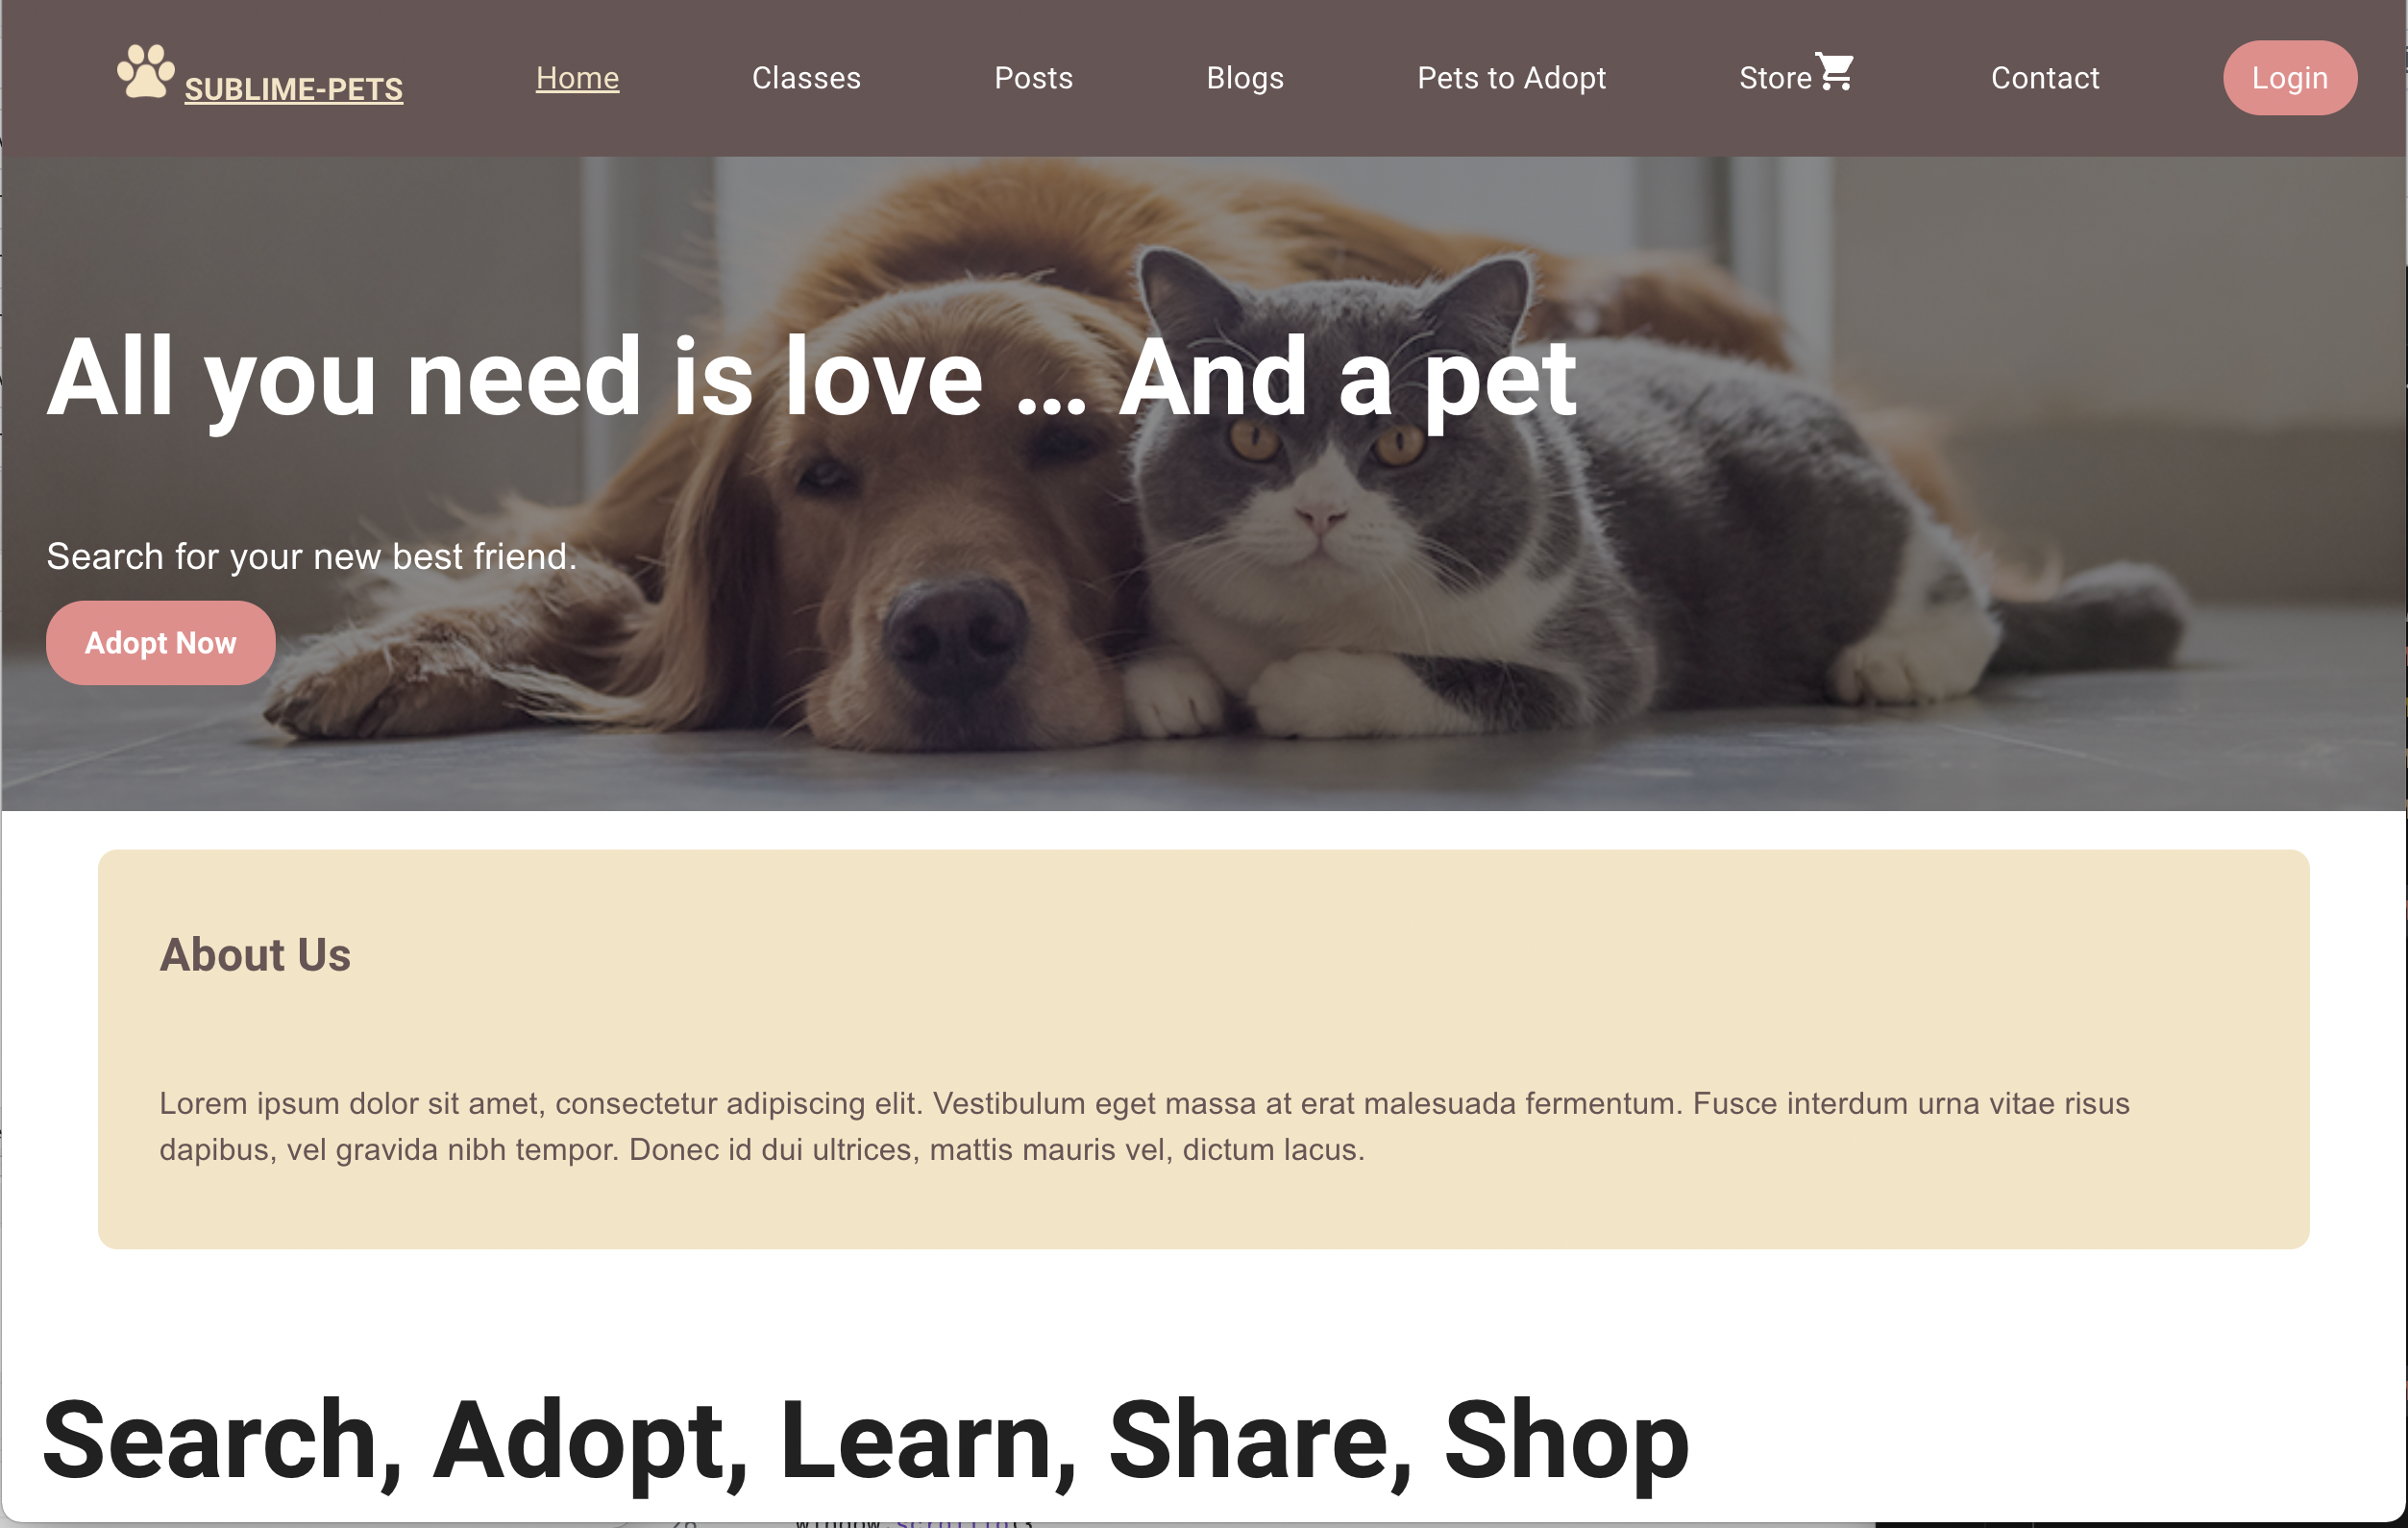 SUBLIME-PETS Home Classes Posts Blogs Pets to Adopt Store Contact Login
All you need is love ... And a pet
Search for your new best friend.
Adopt Now
About Us
Lorem ipsum dolor sit amet, consectetur adipiscing elit. Vestibulum eget massa at erat malesuada fermentum. Fusce interdum urna vitae risus
dapibus, vel gravida nibh tempor. Donec id dui ultrices, mattis mauris vel, dictum lacus.
Search, Adopt, Learn, Share, Shop